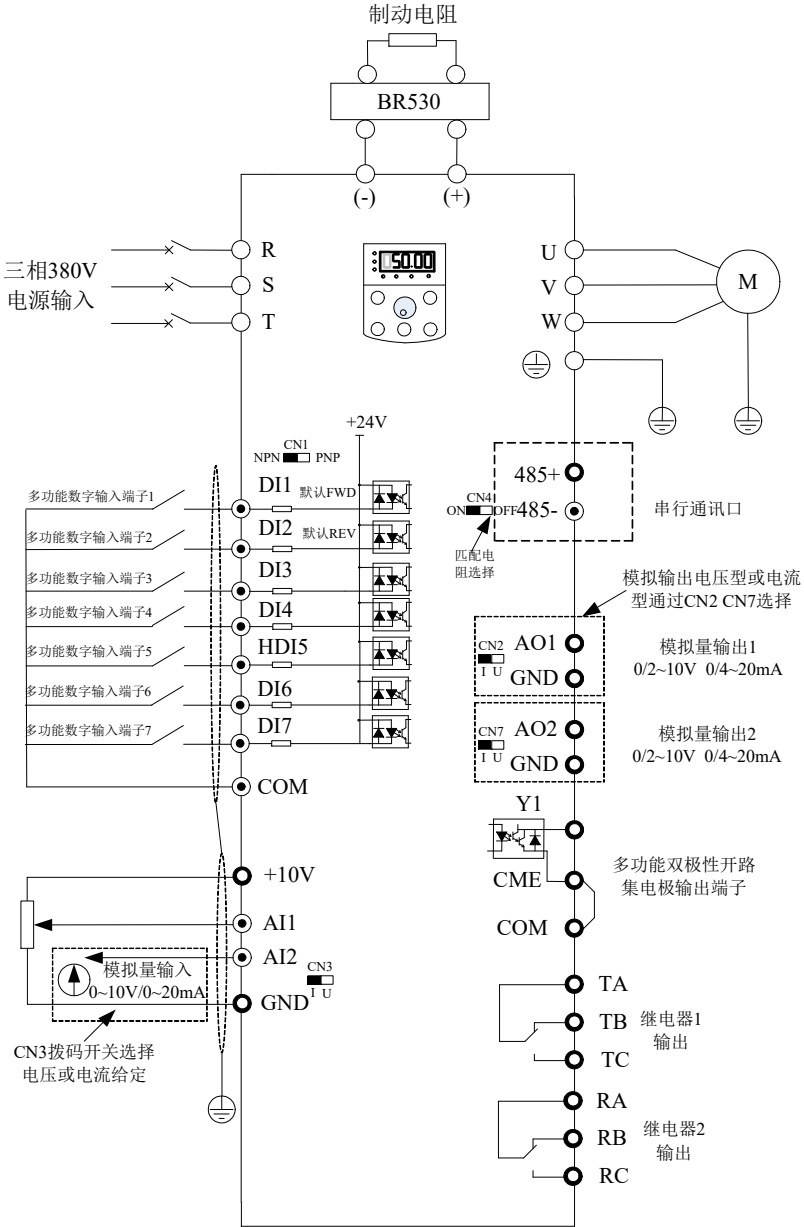 制动电阻
BR530
(-)
(+)
三相380V
电源输入
R
S
T
50.00
U
V
W
M
+24V
CN1
NPN
PNP
多功能数字输入端子1
DI1
默认FWD
多功能数字输入端子2
DI2
默认REV
多功能数字输入端子3
DI3
多功能数字输入端子4
DI4
多功能数字输入端子5
HDI5
多功能数字输入端子6
DI6
多功能数字输入端子7
DI7
COM
485+
CN4
ON
OFF
485-
串行通讯口
匹配电
阻选择
模拟输出电压型或电流
型通过CN2 CN7选择
CN2
I U
AO1
GND
模拟量输出1
0/2~10V 0/4~20mA
CN7
I U
AO2
GND
模拟量输出2
0/2~10V 0/4~20mA
Y1
CME
COM
多功能双极性开路
集电极输出端子
+10V
AI1
AI2
CN3
I U
GND
模拟量输入
0~10V/0~20mA
CN3拨码开关选择
电压或电流给定
TA
TB
TC
继电器1
输出
RA
RB
RC
继电器2
输出